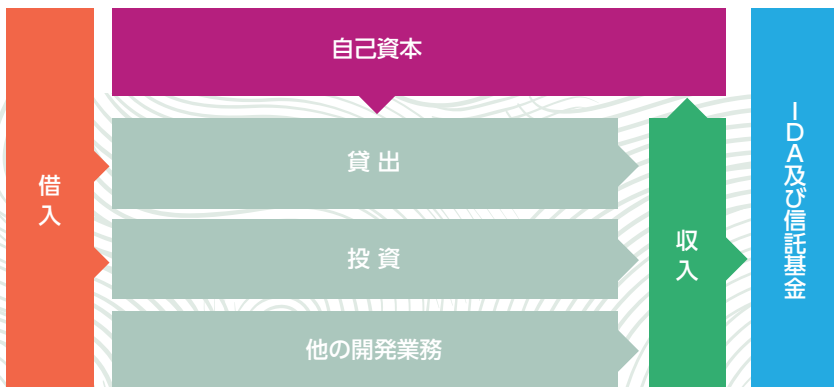 自己資本
借入
貸 出
投 資
他の開発業務
収入
IDA及び信託基金